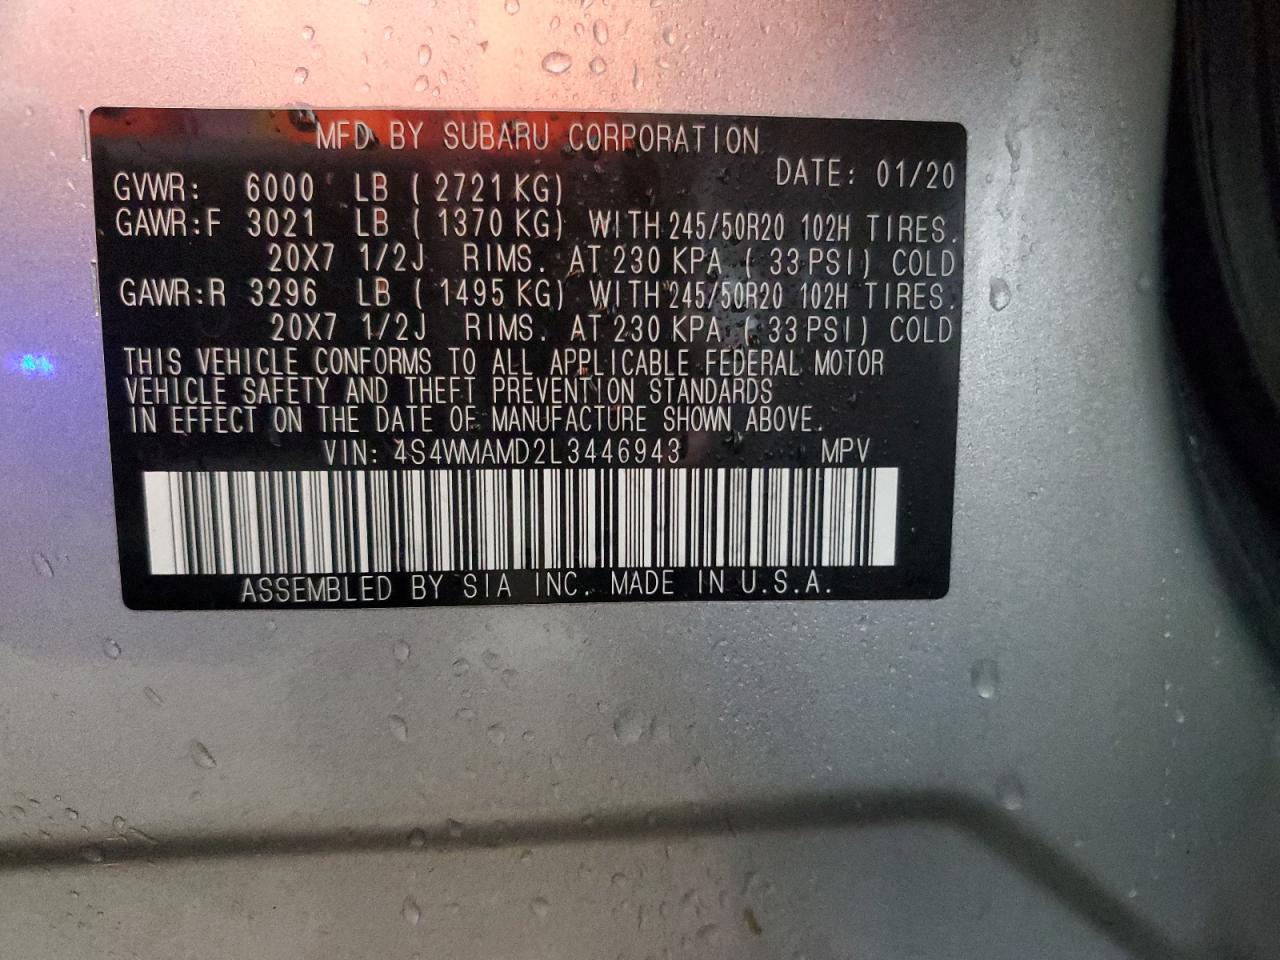 MFD BY SUBARU CORPORATION
DATE: 01/20
GVWR: 6000 LB ( 2721 KG)
GAWR:F 3021 LB ( 1370 KG) WITH 245/50R20 102H TIRES.
20X7 1/2J RIMS. AT 230 KPA ( 33 PSI) COLD
GAWR:R 3296 LB ( 1495 KG) WITH 245/50R20 102H TIRES.
20X7 1/2J RIMS. AT 230 KPA ( 33 PSI) COLD
THIS VEHICLE CONFORMS TO ALL APPLICABLE FEDERAL MOTOR
VEHICLE SAFETY AND THEFT PREVENTION STANDARDS
IN EFFECT ON THE DATE OF MANUFACTURE SHOWN ABOVE.
VIN: 4S4WMAMD2L3446943 MPV
ASSEMBLED BY SIA INC. MADE IN U.S.A.